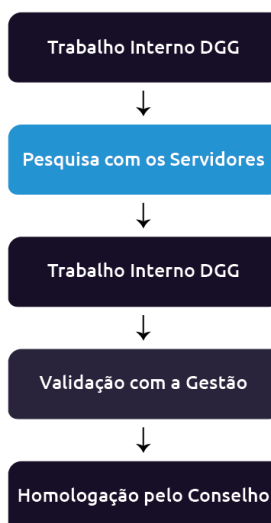 Trabalho Interno DGG
Pesquisa com os Servidores
Trabalho Interno DGG
Validação com a Gestão
Homologação pelo Conselho